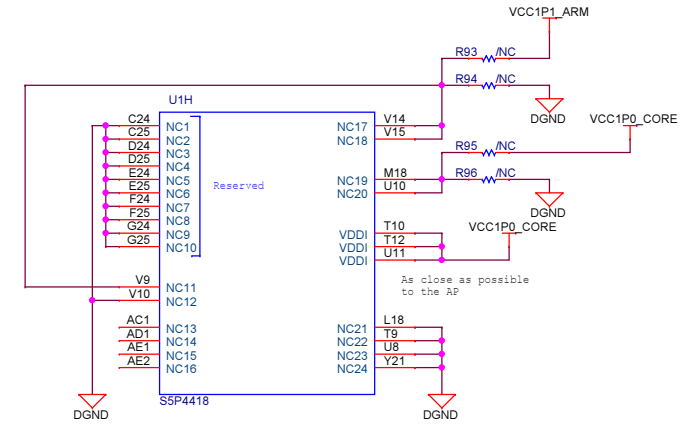 VCC1P1_ARM
R93 /NC
R94 /NC
DGND
VCC1P0_CORE
R95 /NC
R96 /NC
DGND
VCC1P0_CORE
U1H
C24 NC1
C25 NC2
D24 NC3
D25 NC4
E24 NC5
E25 NC6
F24 NC7
F25 NC8
G24 NC9
G25 NC10
Reserved
V9 NC11
V10 NC12
AC1 NC13
AD1 NC14
AE1 NC15
AE2 NC16
NC17 V14
NC18 V15
NC19 M18
NC20 U10
VDDI T10
VDDI T12
VDDI U11
As close as possible
to the AP
NC21 L18
NC22 T9
NC23 U8
NC24 Y21
S5P4418
DGND
DGND